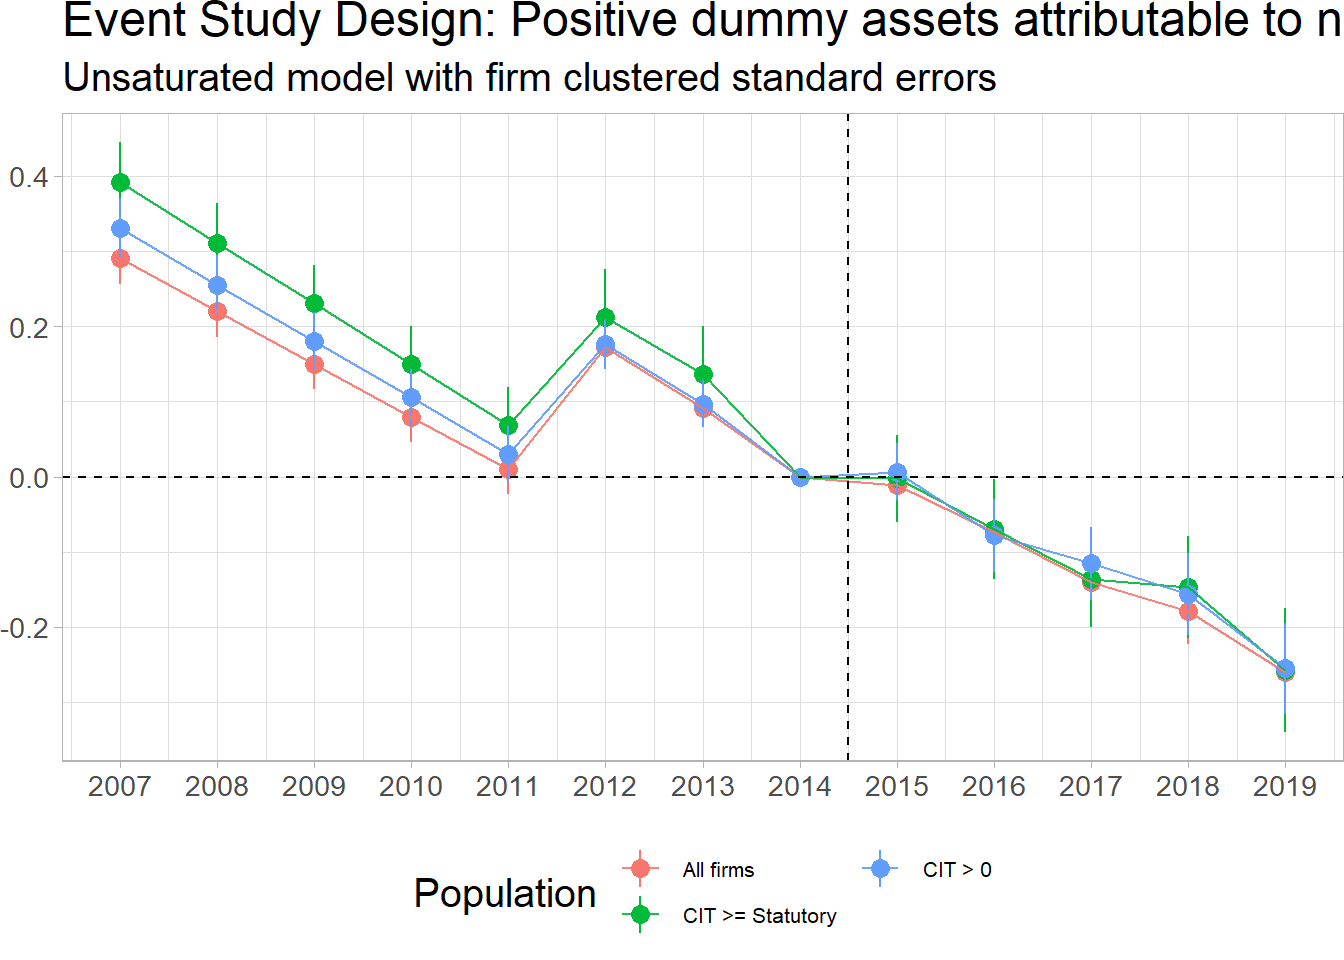 Event Study Design: Positive dummy assets attributable to n
Unsaturated model with firm clustered standard errors
0.4
0.2
0.0
-0.2
2007 2008 2009 2010 2011 2012 2013 2014 2015 2016 2017 2018 2019
Population
All firms
CIT > 0
CIT >= Statutory